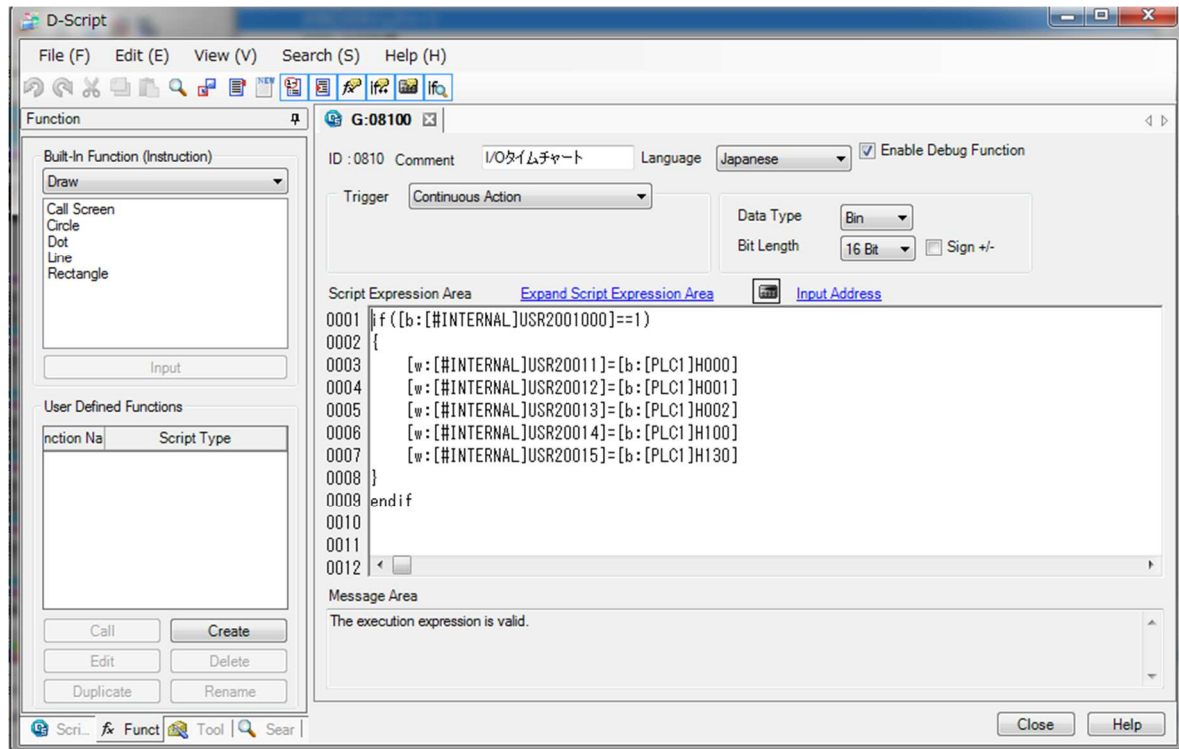 D-Script
File (F) Edit (E) View (V) Search (S) Help (H)
NEW
Function
G:08100
Built-In Function (Instruction)
Draw
Call Screen
Circle
Dot
Line
Rectangle
Input
User Defined Functions
nction Na Script Type
Call Create
Edit Delete
Duplicate Rename
Scri... Funct Tool Sear
ID : 0810 Comment I/Oタイムチャート Language Japanese Enable Debug Function
Trigger Continuous Action
Data Type Bin
Bit Length 16 Bit Sign +/-
Script Expression Area Expand Script Expression Area Input Address
0001 if([b:[#INTERNAL]USR2001000]==1)
0002 {
0003 [w:[#INTERNAL]USR20011]=[b:[PLC1]H000]
0004 [w:[#INTERNAL]USR20012]=[b:[PLC1]H001]
0005 [w:[#INTERNAL]USR20013]=[b:[PLC1]H002]
0006 [w:[#INTERNAL]USR20014]=[b:[PLC1]H100]
0007 [w:[#INTERNAL]USR20015]=[b:[PLC1]H130]
0008 }
0009 endif
0010
0011
0012
Message Area
The execution expression is valid.
Close Help